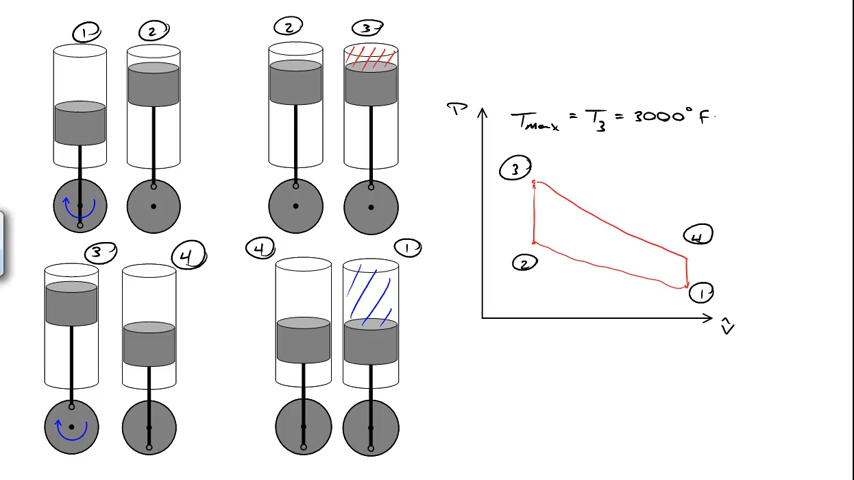 1 2
2 3
3 4
4 1
P
Tmax = T3 = 3000° F
3
4
2
1
v̂